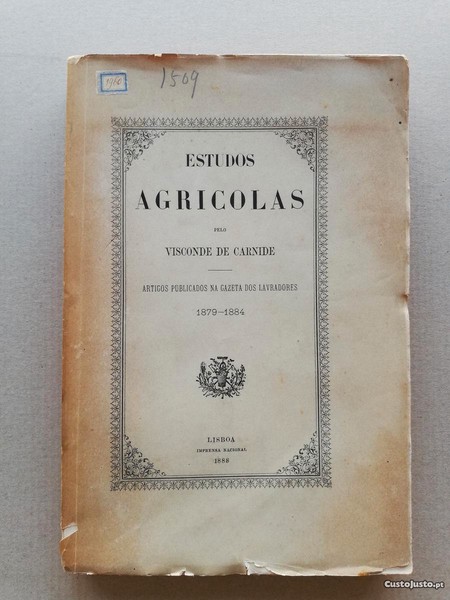 1509
ESTUDOS
AGRICOLAS
PELO
VISCONDE DE CARNIDE
ARTIGOS PUBLICADOS NA GAZETA DOS LAVRADORES
1879-1884
LISBOA
IMPRENSA NACIONAL
1888
CustoJusto.pt